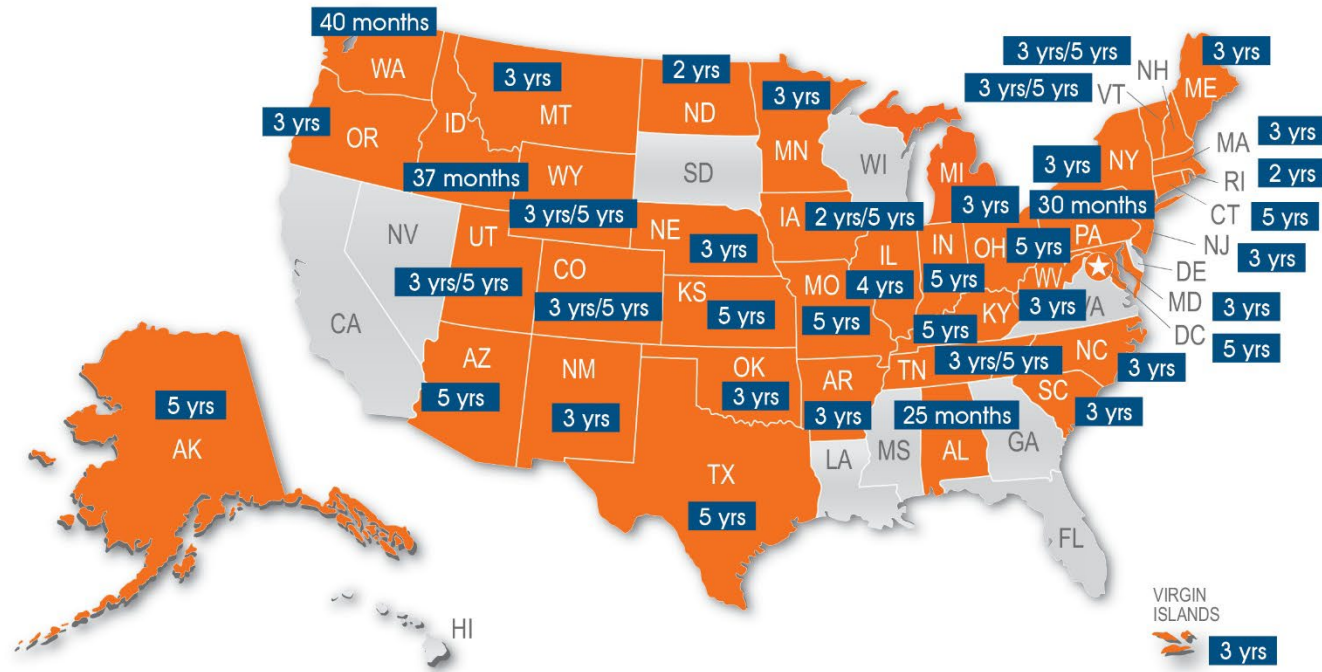 40 months
WA
3 yrs
OR
ID
3 yrs
MT
37 months
WY
3 yrs/5 yrs
2 yrs
ND
SD
3 yrs
MN
WI
MI
3 yrs
3 yrs/5 yrs
NH
3 yrs/5 yrs
VT
3 yrs
ME
3 yrs
MA
3 yrs
NY
2 yrs
RI
30 months
PA
5 yrs
CT
3 yrs
NJ
DE
3 yrs
MD
5 yrs
DC
NV
CA
UT
3 yrs/5 yrs
CO
3 yrs/5 yrs
NE
3 yrs
KS
5 yrs
IA
2 yrs/5 yrs
MO
5 yrs
IL
4 yrs
IN
5 yrs
OH
5 yrs
WV
3 yrs
VA
KY
5 yrs
TN
3 yrs/5 yrs
NC
3 yrs
SC
3 yrs
AZ
5 yrs
NM
3 yrs
OK
3 yrs
AR
3 yrs
TX
5 yrs
LA
MS
25 months
AL
GA
FL
5 yrs
AK
HI
VIRGIN
ISLANDS
3 yrs